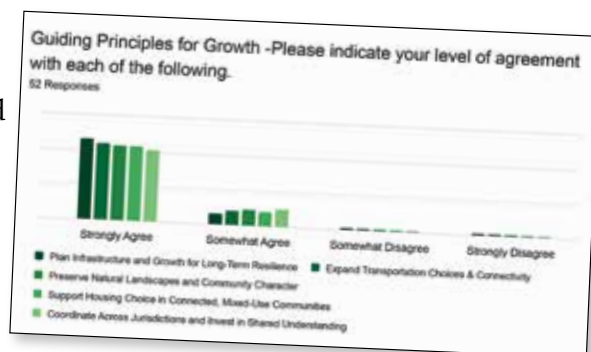 Guiding Principles for Growth -Please indicate your level of agreement
with each of the following.
52 Responses
Strongly Agree
Somewhat Agree
Somewhat Disagree
Strongly Disagree
Plan Infrastructure and Growth for Long-Term Resilience
Expand Transportation Choices & Connectivity
Preserve Natural Landscapes and Community Character
Support Housing Choice in Connected, Mixed-Use Communities
Coordinate Across Jurisdictions and Invest in Shared Understanding